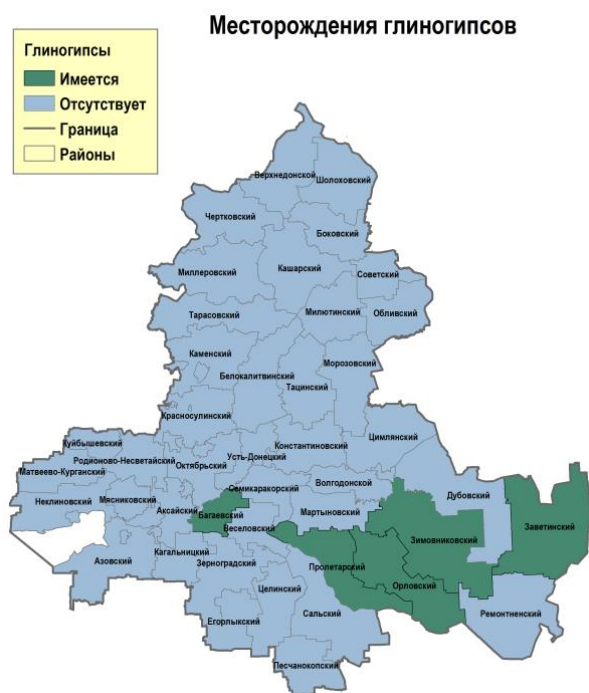 Месторождения глиногипсов
Глиногипсы
Имеется
Отсутствует
Граница
Районы
Верхнедонской
Шолоховский
Чертковский
Боковский
Миллеровский
Кашарский
Советский
Тарасовский
Милютинский
Обливский
Каменский
Белокалитвинский
Морозовский
Тацинский
Красносулинский
Куйбышевский
Родионово-Несветайский
Октябрьский
Усть-Донецкий
Константиновский
Цимлянский
Матвеево-Курганский
Неклиновский
Мясниковский
Аксайский
Багаевский
Семикаракорский
Волгодонской
Мартыновский
Дубовский
Веселовский
Заветинский
Зимовниковский
Азовский
Кагальницкий
Зерноградский
Пролетарский
Орловский
Целинский
Сальский
Ремонтненский
Егорлыкский
Песчанокопский